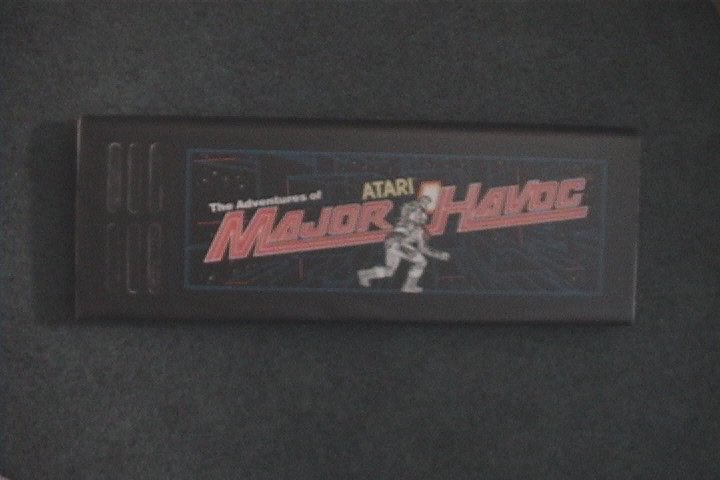 The Adventures of
ATARI
MAJOR HAVOC